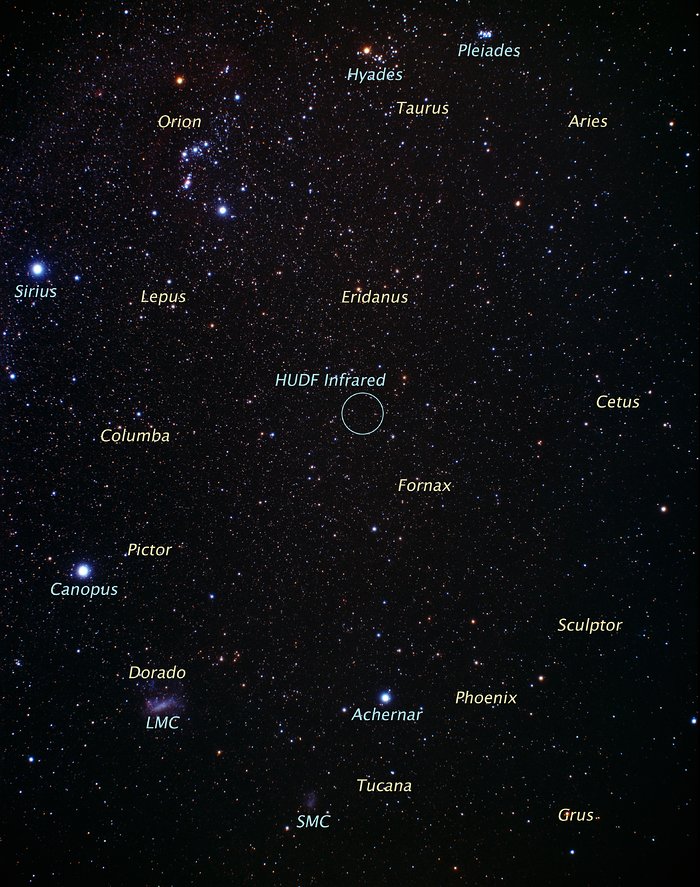 Pleiades
Hyades
Taurus
Orion
Aries
Sirius
Lepus
Eridanus
HUDF Infrared
Cetus
Columba
Fornax
Pictor
Canopus
Sculptor
Dorado
Phoenix
LMC
Achernar
Tucana
SMC
Grus